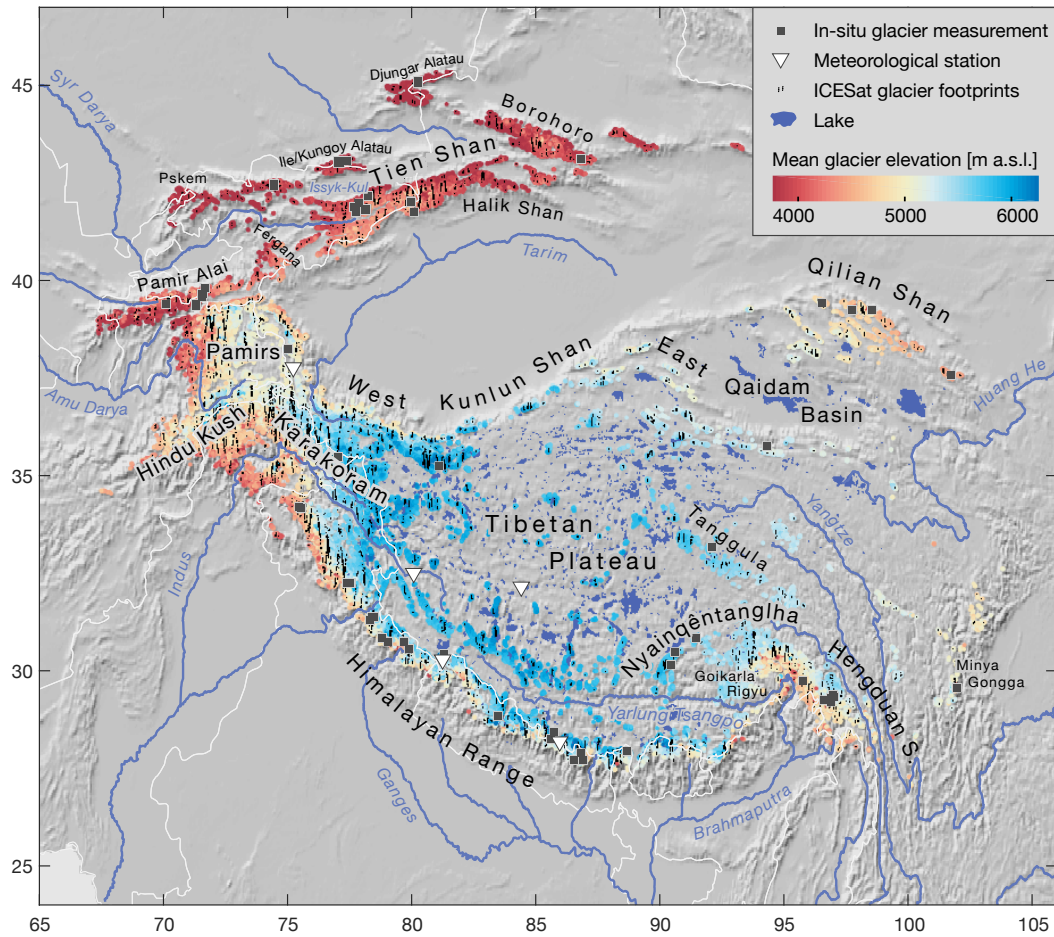 In-situ glacier measurement
Meteorological station
ICESat glacier footprints
Lake
Mean glacier elevation [m a.s.l.]
4000 5000 6200
Djungar Alatau
45
Syr Darya
Borohoro
Ile/Kungoy Alatau
Tien Shan
Pskem
Issyk-Kul
Halik Shan
Fergana
Tarim
40
Pamir Alai
Qilian Shan
Pamirs
East
Kunlun Shan
West
Qaidam
Basin
Amu Darya
Huang He
Hindu Kush
Karakoram
35
Tibetan
Plateau
Tanggula
Yangtze
Indus
Nyainqêntanglha
Hengduan S.
30
Goikarla
Rigyu
Minya
Gongga
Himalayan Range
Yarlung Tsangpo
Ganges
Brahmaputra
25
65 70 75 80 85 90 95 100 105